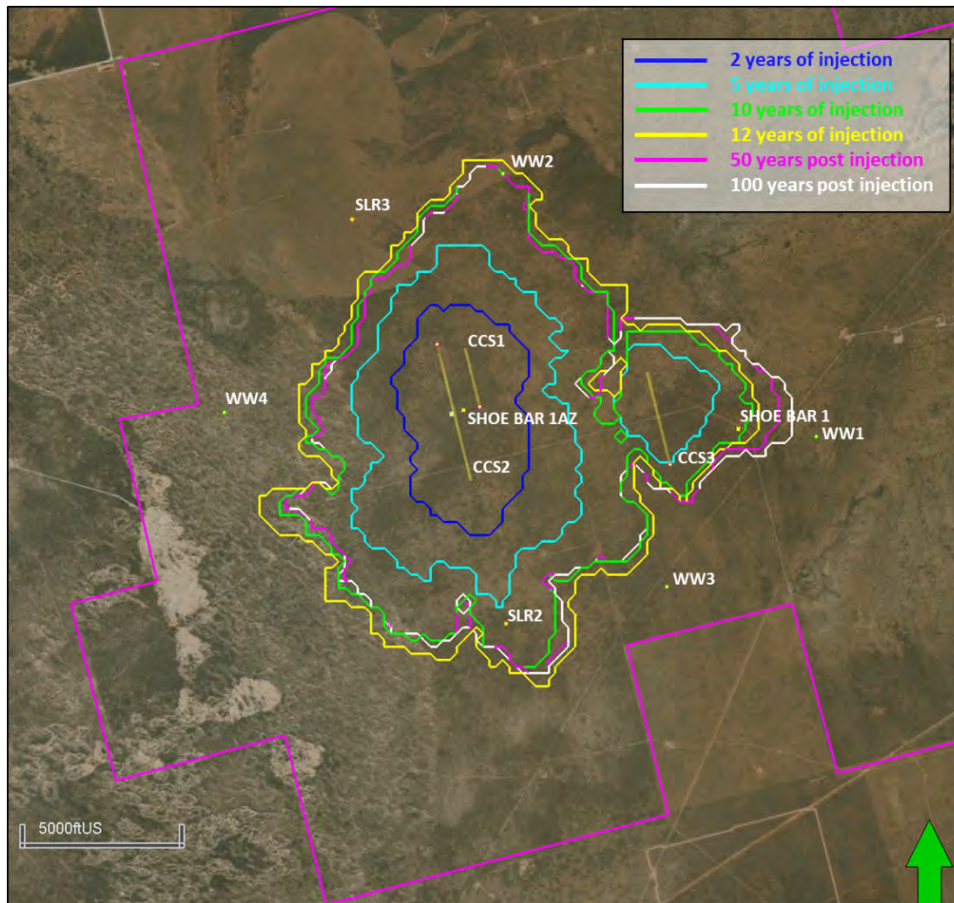 2 years of injection
5 years of injection
10 years of injection
12 years of injection
50 years post injection
100 years post injection
WW2
SLR3
CCS1
WW4
SHOE BAR 1AZ
SHOE BAR 1
WW1
CCS2
CCS3
WW3
SLR2
5000ftUS